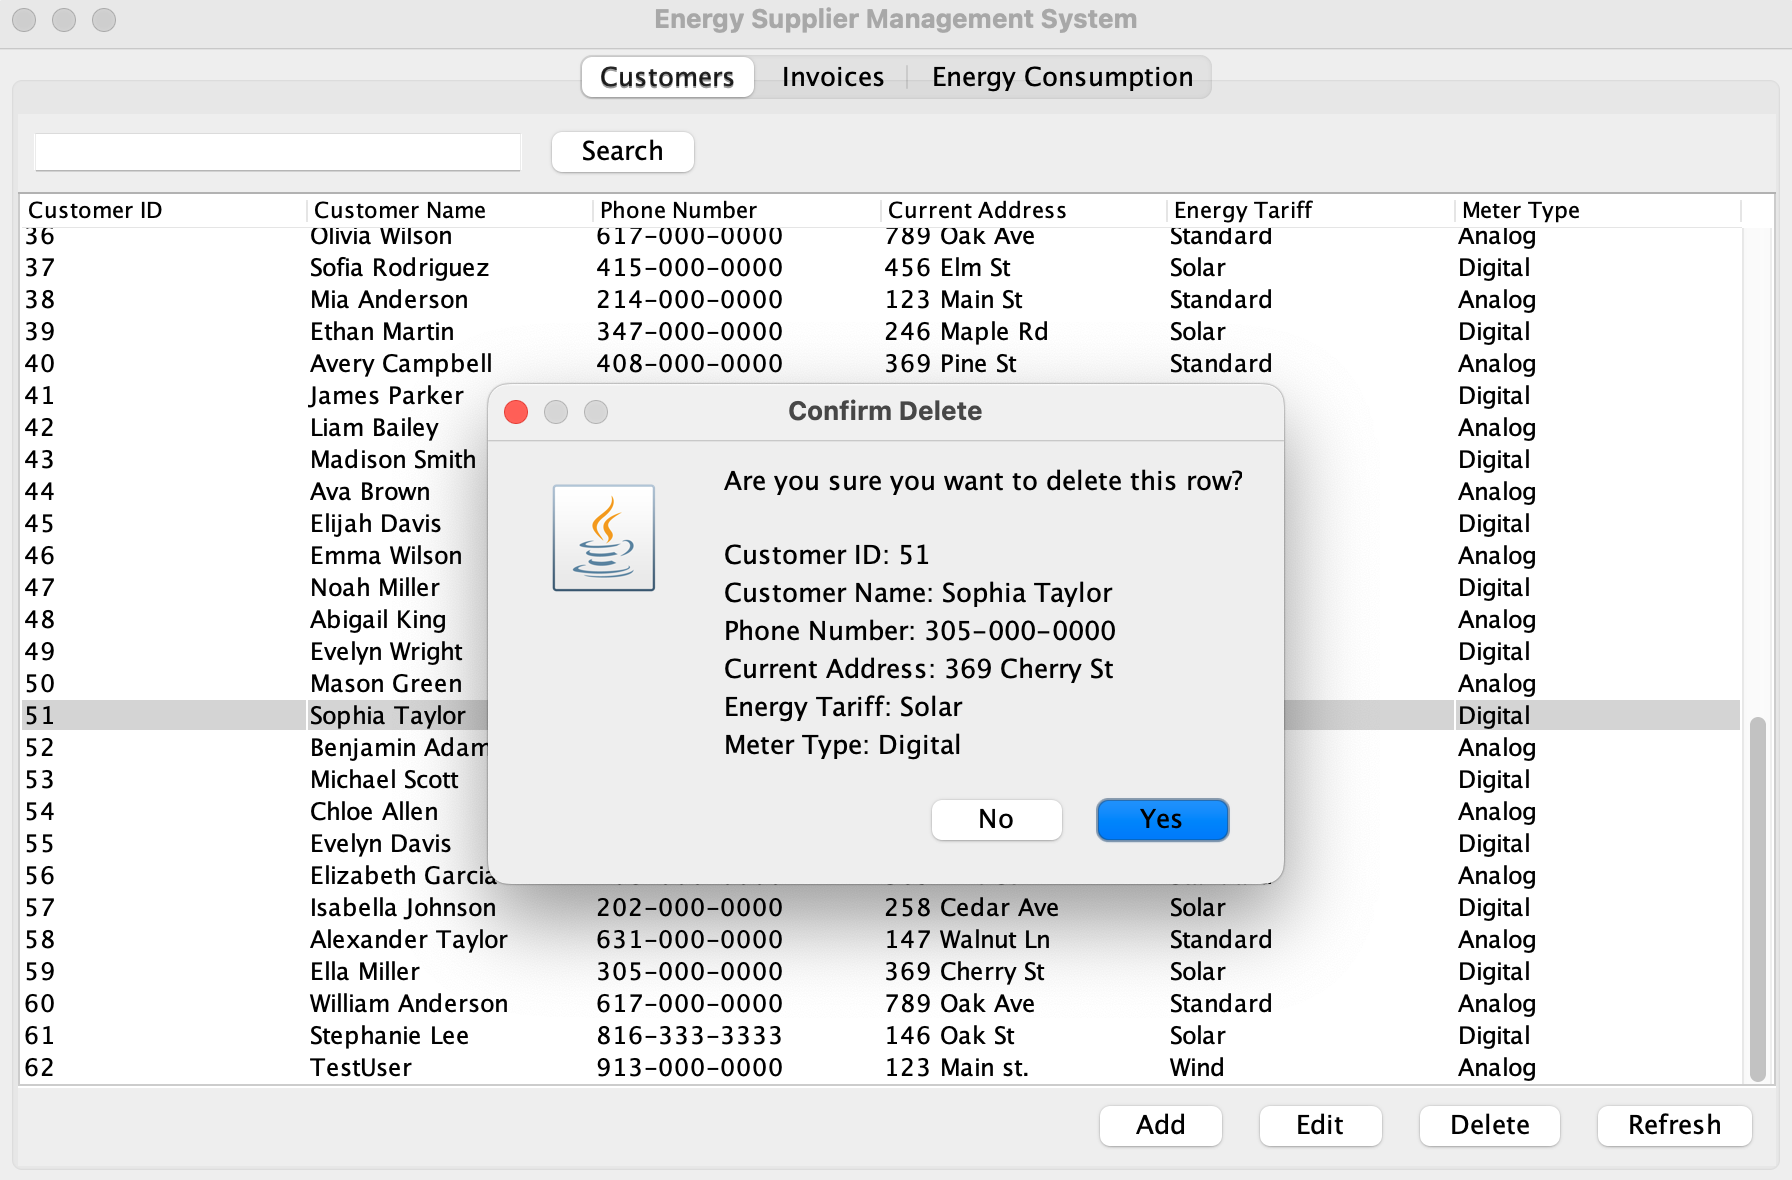 Energy Supplier Management System
Customers Invoices Energy Consumption
Search
Customer ID Customer Name Phone Number Current Address Energy Tariff Meter Type
36 Olivia Wilson 617-000-0000 789 Oak Ave Standard Analog
37 Sofia Rodriguez 415-000-0000 456 Elm St Solar Digital
38 Mia Anderson 214-000-0000 123 Main St Standard Analog
39 Ethan Martin 347-000-0000 246 Maple Rd Solar Digital
40 Avery Campbell 408-000-0000 369 Pine St Standard Analog
41 James Parker Digital
42 Liam Bailey Analog
43 Madison Smith Digital
44 Ava Brown Analog
45 Elijah Davis Digital
46 Emma Wilson Analog
47 Noah Miller Digital
48 Abigail King Analog
49 Evelyn Wright Digital
50 Mason Green Analog
51 Sophia Taylor Digital
52 Benjamin Adam Analog
53 Michael Scott Digital
54 Chloe Allen Analog
55 Evelyn Davis Digital
56 Elizabeth Garcia Analog
57 Isabella Johnson 202-000-0000 258 Cedar Ave Solar Digital
58 Alexander Taylor 631-000-0000 147 Walnut Ln Standard Analog
59 Ella Miller 305-000-0000 369 Cherry St Solar Digital
60 William Anderson 617-000-0000 789 Oak Ave Standard Analog
61 Stephanie Lee 816-333-3333 146 Oak St Solar Digital
62 TestUser 913-000-0000 123 Main st. Wind Analog
Confirm Delete
Are you sure you want to delete this row?
Customer ID: 51
Customer Name: Sophia Taylor
Phone Number: 305-000-0000
Current Address: 369 Cherry St
Energy Tariff: Solar
Meter Type: Digital
No Yes
Add Edit Delete Refresh